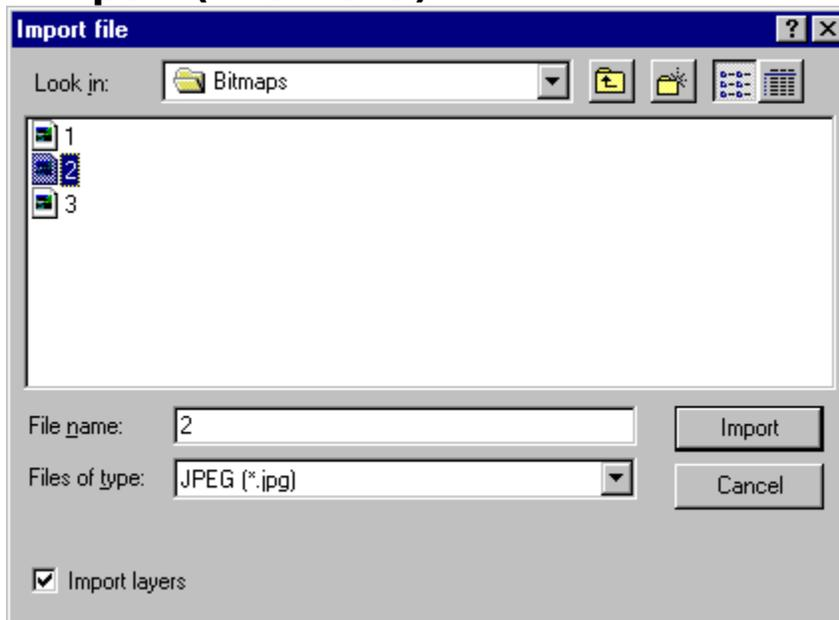 Import file
Look in: Bitmaps
1
2
3
File name: 2
Import
Files of type: JPEG (*.jpg)
Cancel
Import layers